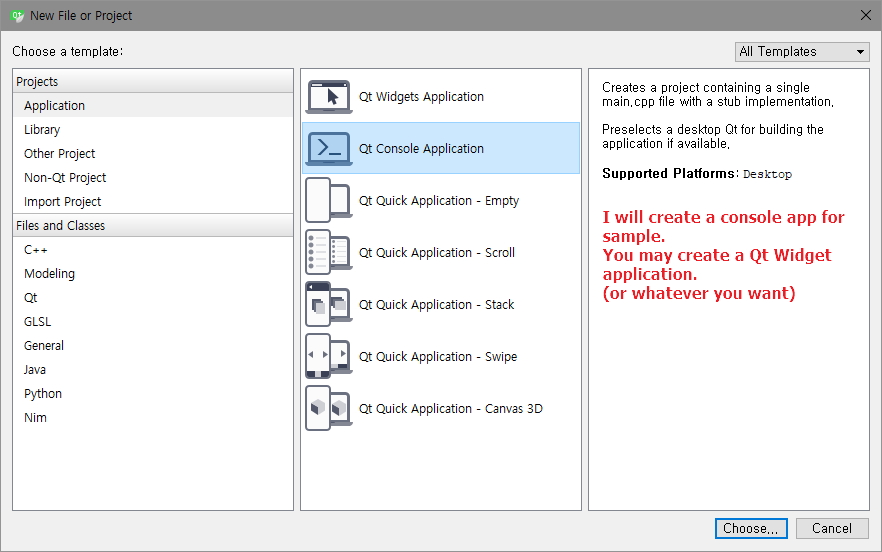 New File or Project
Choose a template:
All Templates
Projects
Application
Library
Other Project
Non-Qt Project
Import Project
Files and Classes
C++
Modeling
Qt
GLSL
General
Java
Python
Nim
Qt Widgets Application
Qt Console Application
Qt Quick Application - Empty
Qt Quick Application - Scroll
Qt Quick Application - Stack
Qt Quick Application - Swipe
Qt Quick Application - Canvas 3D
Creates a project containing a single
main.cpp file with a stub implementation.
Preselects a desktop Qt for building the
application if available.
Supported Platforms: Desktop
I will create a console app for
sample.
You may create a Qt Widget
application.
(or whatever you want)
Choose...
Cancel